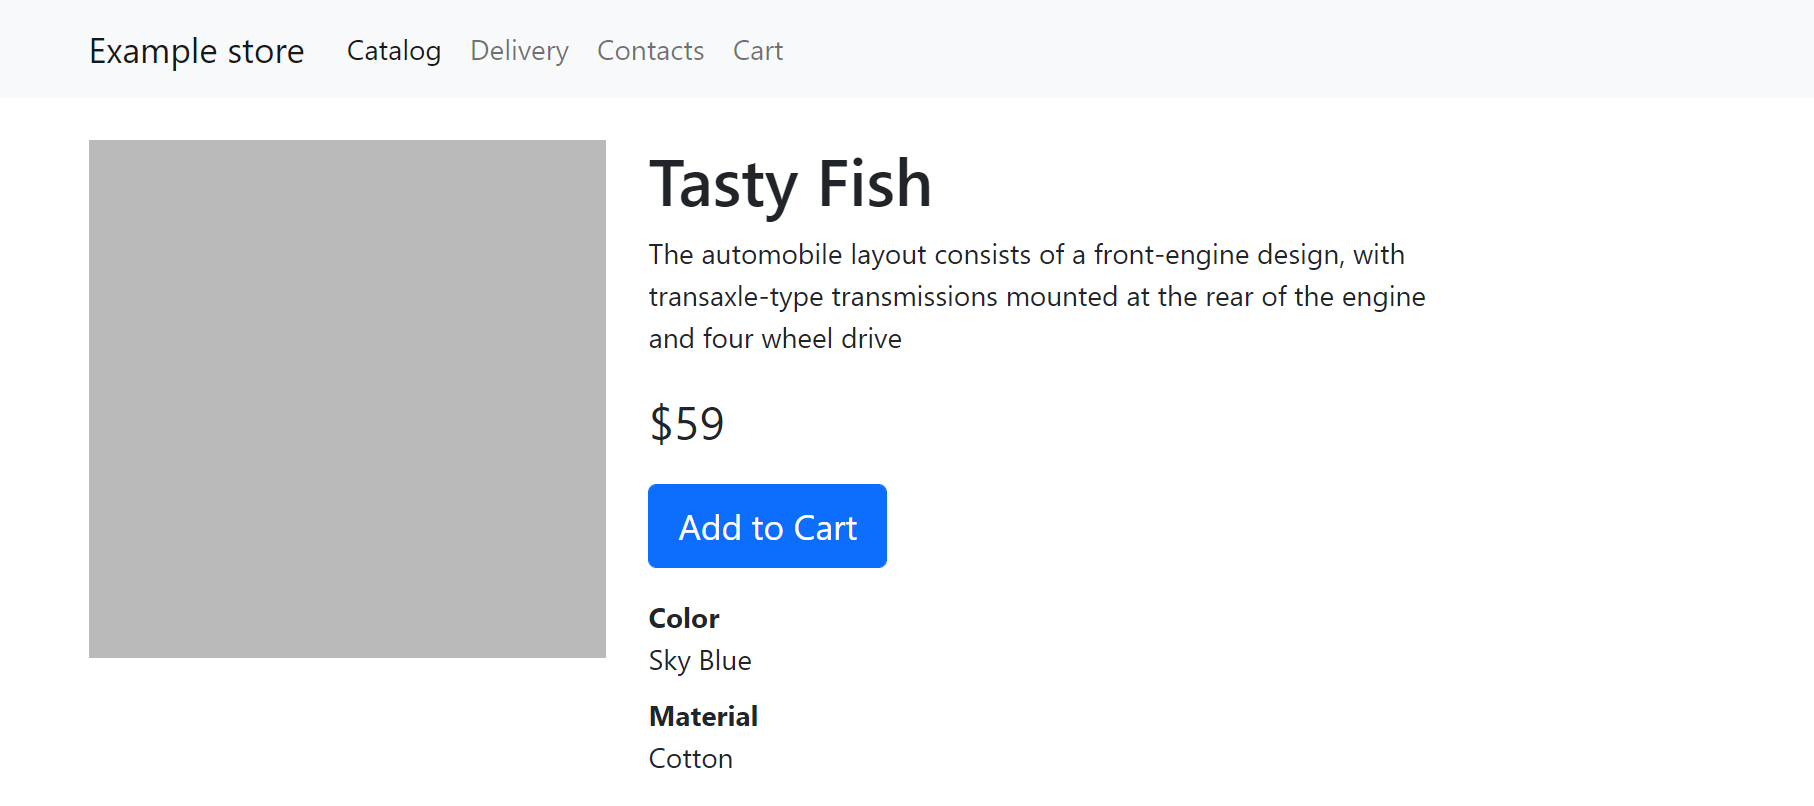 Example store Catalog Delivery Contacts Cart
Tasty Fish
The automobile layout consists of a front-engine design, with
transaxle-type transmissions mounted at the rear of the engine
and four wheel drive
$59
Add to Cart
Color
Sky Blue
Material
Cotton